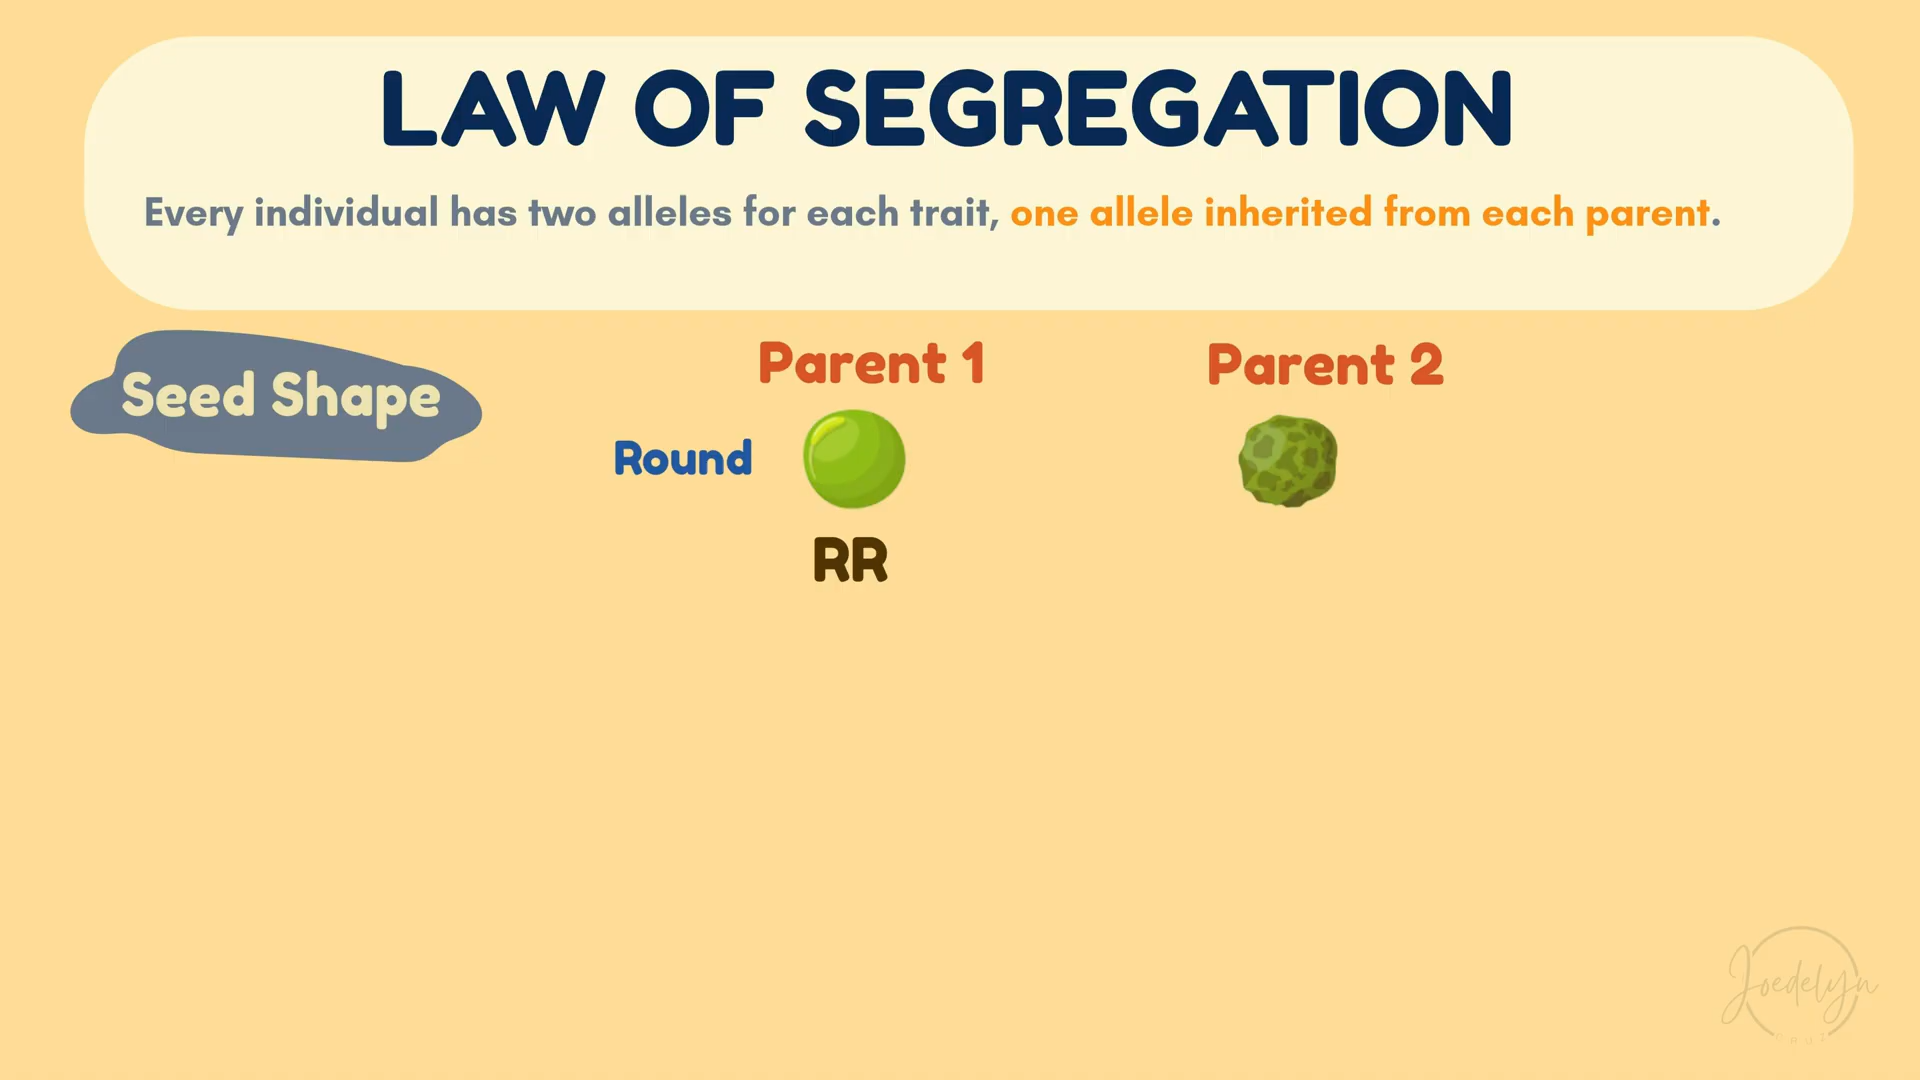 LAW OF SEGREGATION
Every individual has two alleles for each trait, one allele inherited from each parent.
Seed Shape
Parent 1
Parent 2
Round
RR
Joedelyn